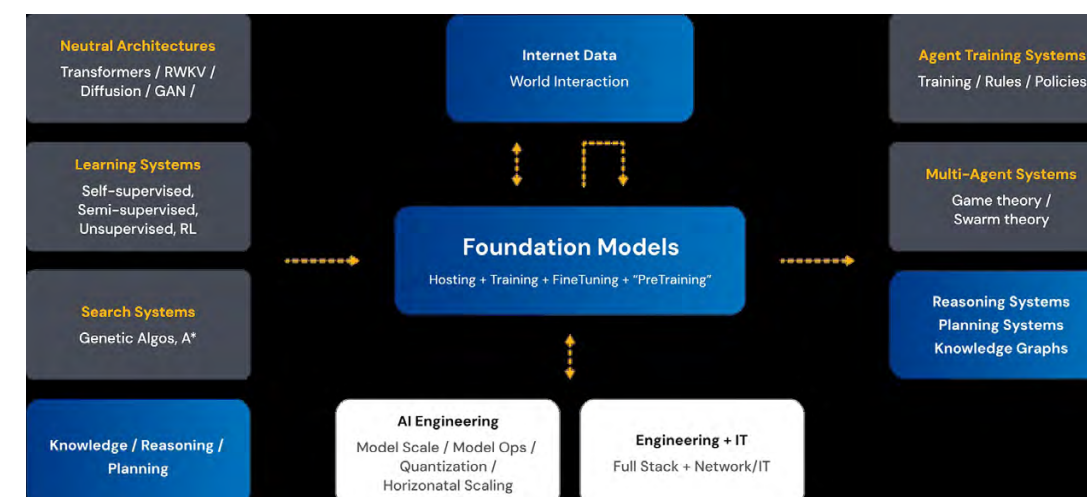 Neutral Architectures
Transformers / RWKV /
Diffusion / GAN /
Learning Systems
Self-supervised,
Semi-supervised,
Unsupervised, RL
Search Systems
Genetic Algos, A*
Knowledge / Reasoning /
Planning
Internet Data
World Interaction
Foundation Models
Hosting + Training + FineTuning + “PreTraining”
AI Engineering
Model Scale / Model Ops /
Quantization /
Horizonatal Scaling
Engineering + IT
Full Stack + Network/IT
Agent Training Systems
Training / Rules / Policies
Multi-Agent Systems
Game theory /
Swarm theory
Reasoning Systems
Planning Systems
Knowledge Graphs